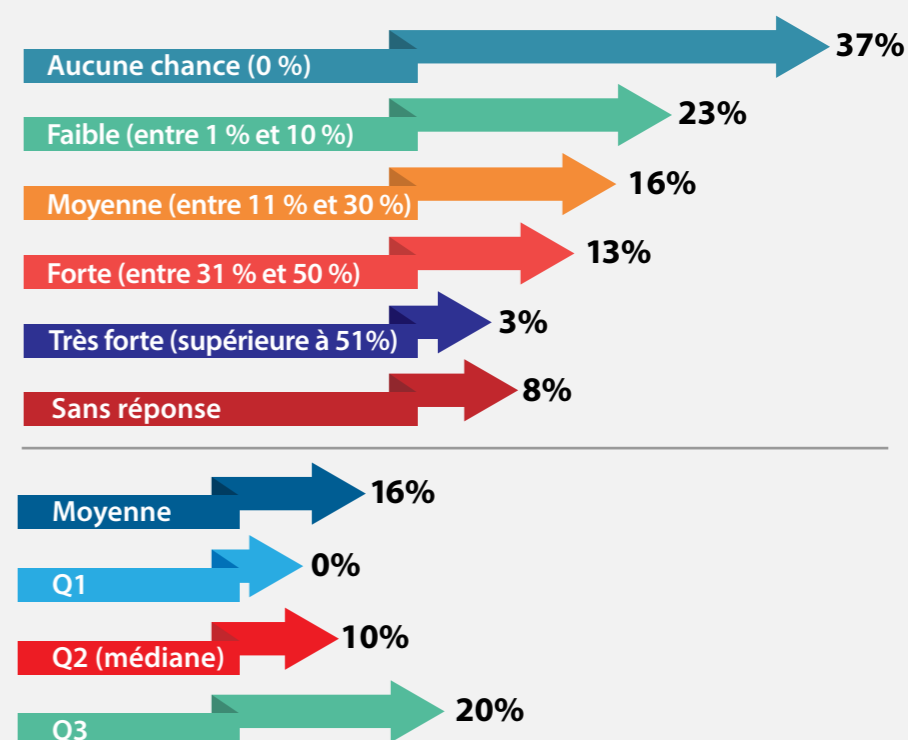 Aucune chance (0 %) 37%
Faible (entre 1 % et 10 %) 23%
Moyenne (entre 11 % et 30 %) 16%
Forte (entre 31 % et 50 %) 13%
Très forte (supérieure à 51%) 3%
Sans réponse 8%
Moyenne 16%
Q1 0%
Q2 (médiane) 10%
Q3 20%